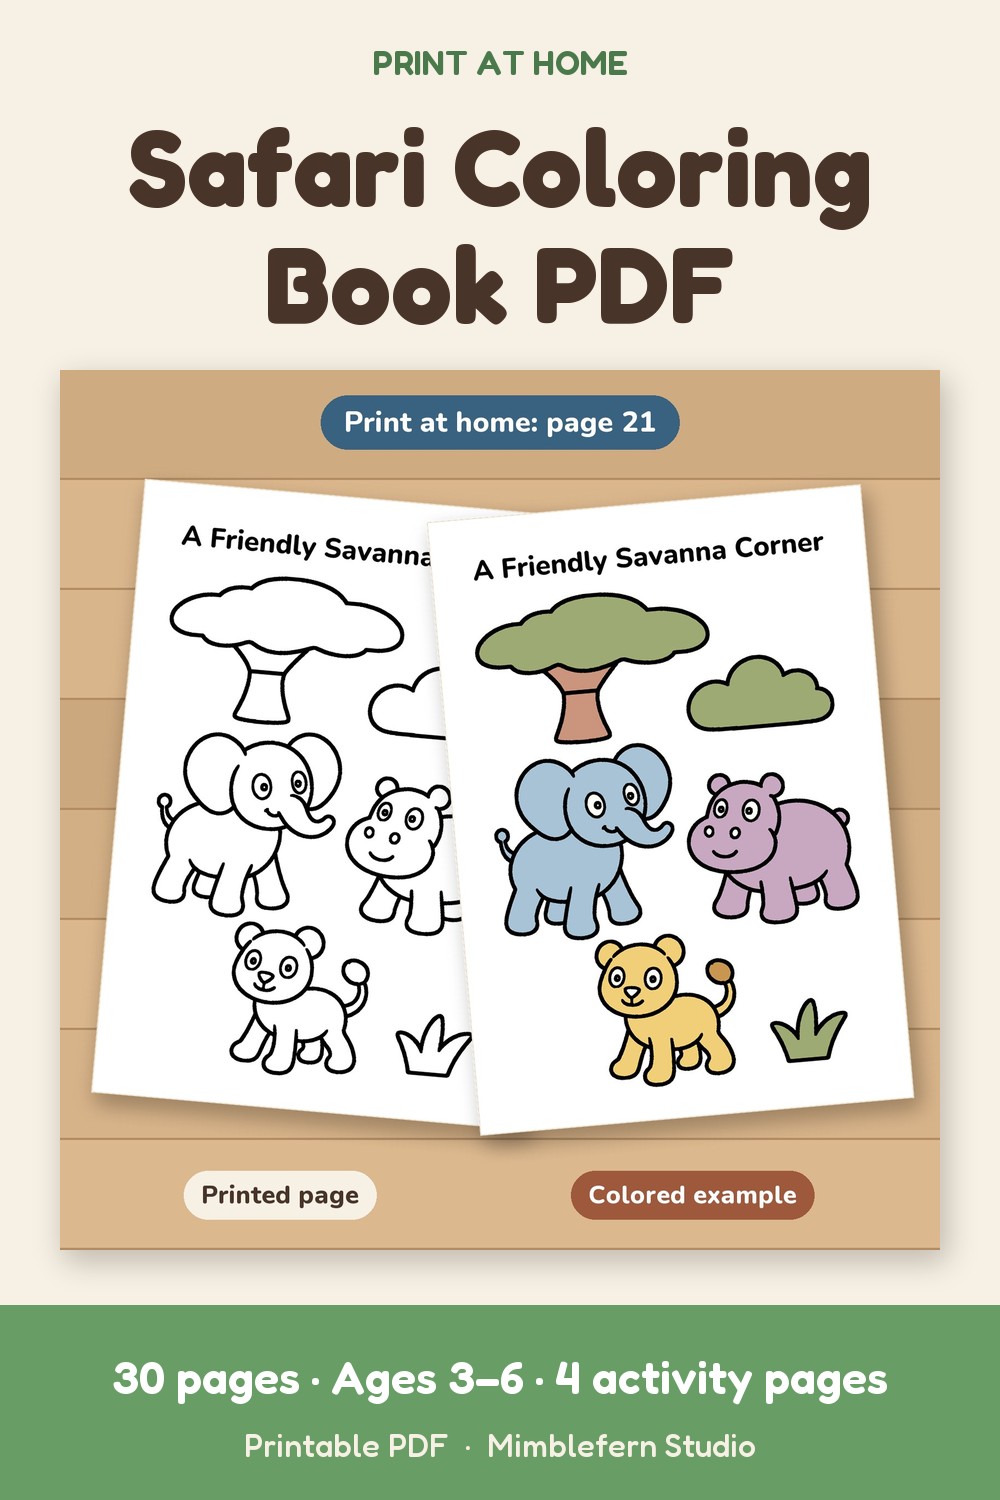 PRINT AT HOME
Safari Coloring
Book PDF
Print at home: page 21
A Friendly Savanna
A Friendly Savanna Corner
Printed page
Colored example
30 pages · Ages 3–6 · 4 activity pages
Printable PDF · Mimblefern Studio